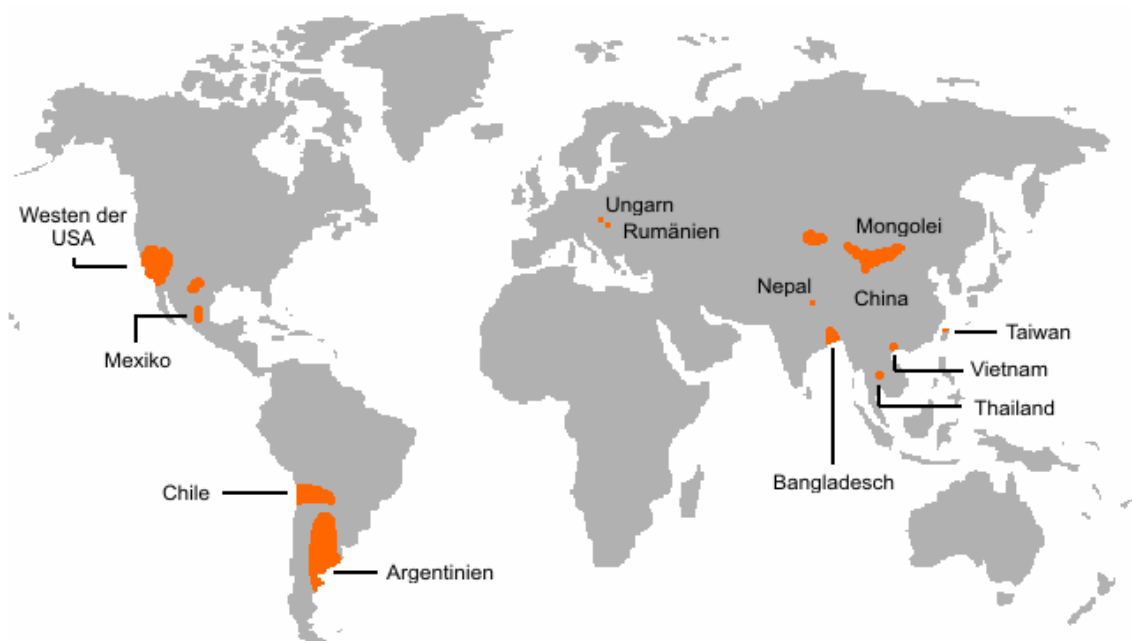 Ungarn
Rumänien
Westen der
USA
Mongolei
Nepal
China
Taiwan
Mexiko
Vietnam
Thailand
Bangladesch
Chile
Argentinien